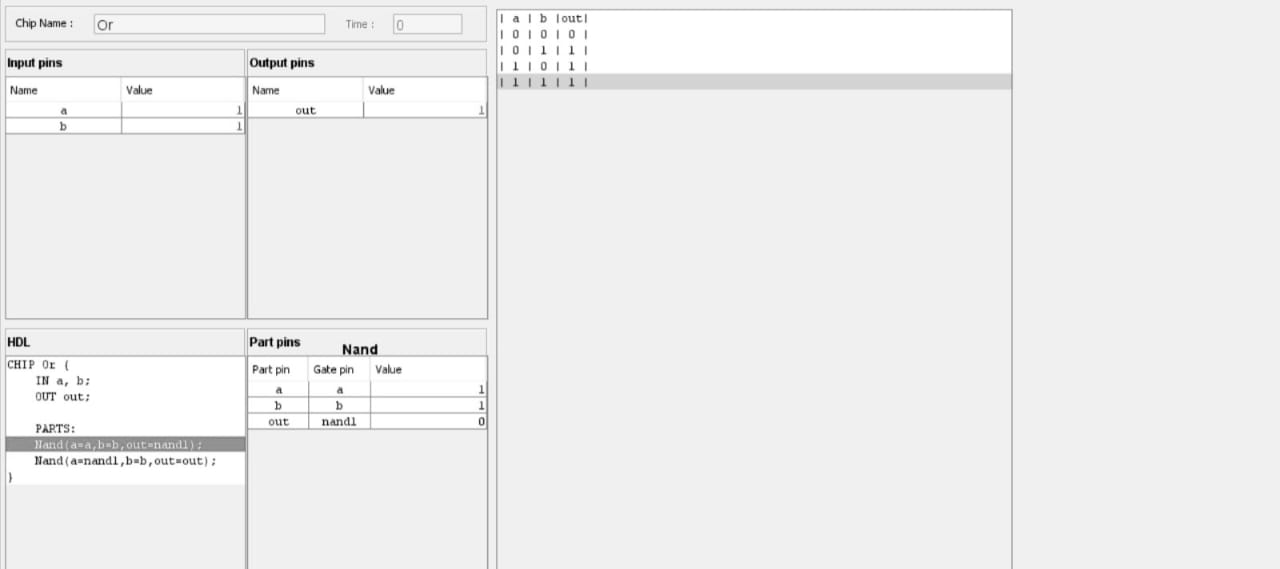 Chip Name : Or Time : 0
Input pins
Name Value
a 1
b 1
Output pins
Name Value
out 1
HDL
CHIP Or {
IN a, b;
OUT out;
PARTS:
Nand(a=a,b=b,out=nand1);
Nand(a=nand1,b=b,out=out);
}
Part pins Nand
Part pin Gate pin Value
a a 1
b b 1
out nand1 0
| a | b |out|
| 0 | 0 | 0 |
| 0 | 1 | 1 |
| 1 | 0 | 1 |
| 1 | 1 | 1 |